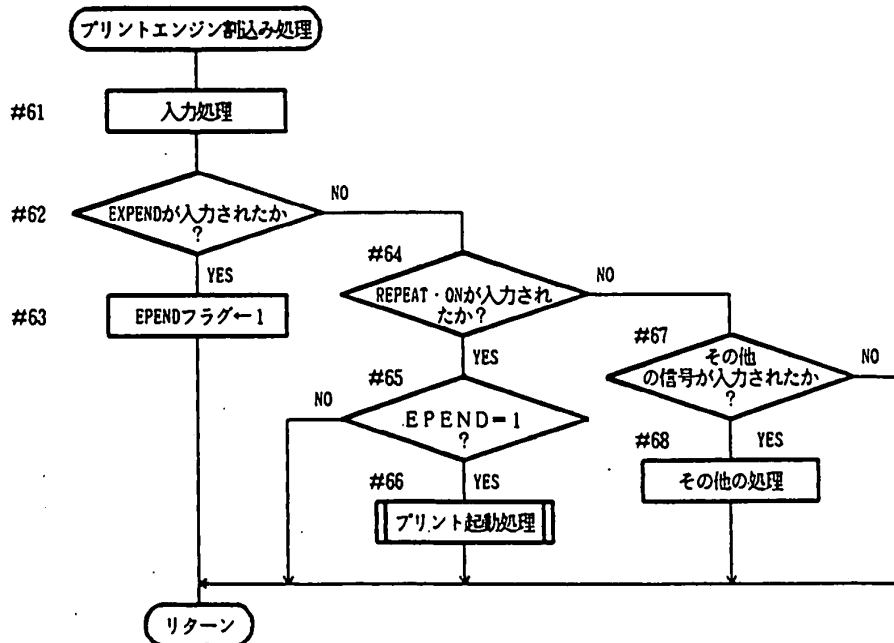 プリントエンジン割込み処理
#61
入力処理
#62
EXPENDが入力されたか
?
NO
YES
#63
EPENDフラグ←1
#64
REPEAT・ONが入力され
たか?
NO
YES
#65
EPEND=1
?
NO
YES
#66
プリント起動処理
#67
その他
の信号が入力されたか
?
NO
YES
#68
その他の処理
リターン